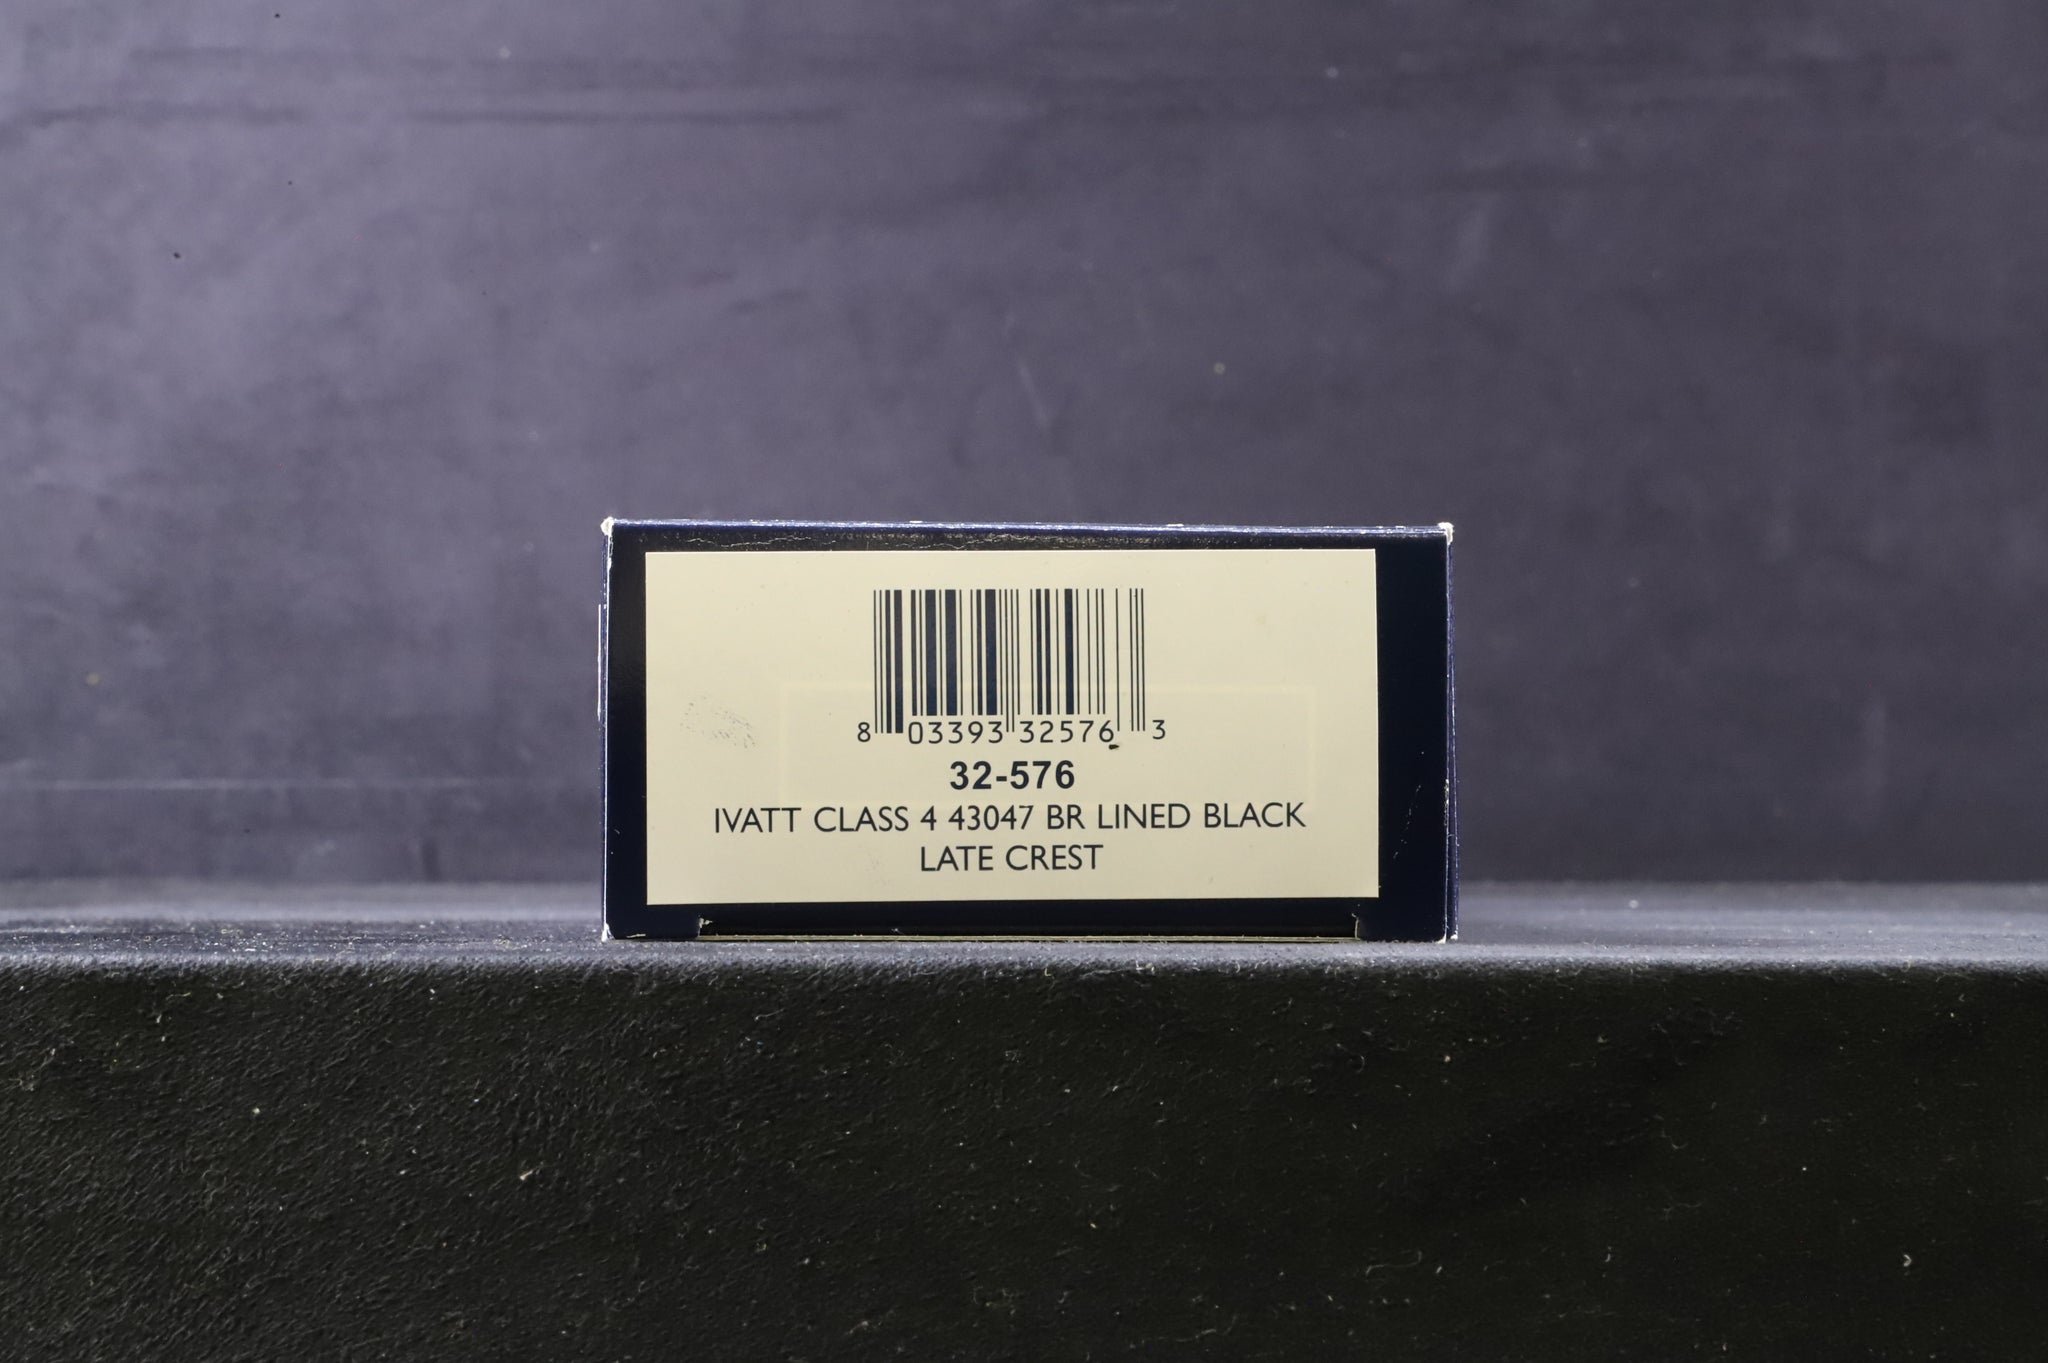 8 03393 32576 3
32-576
IVATT CLASS 4 43047 BR LINED BLACK
LATE CREST